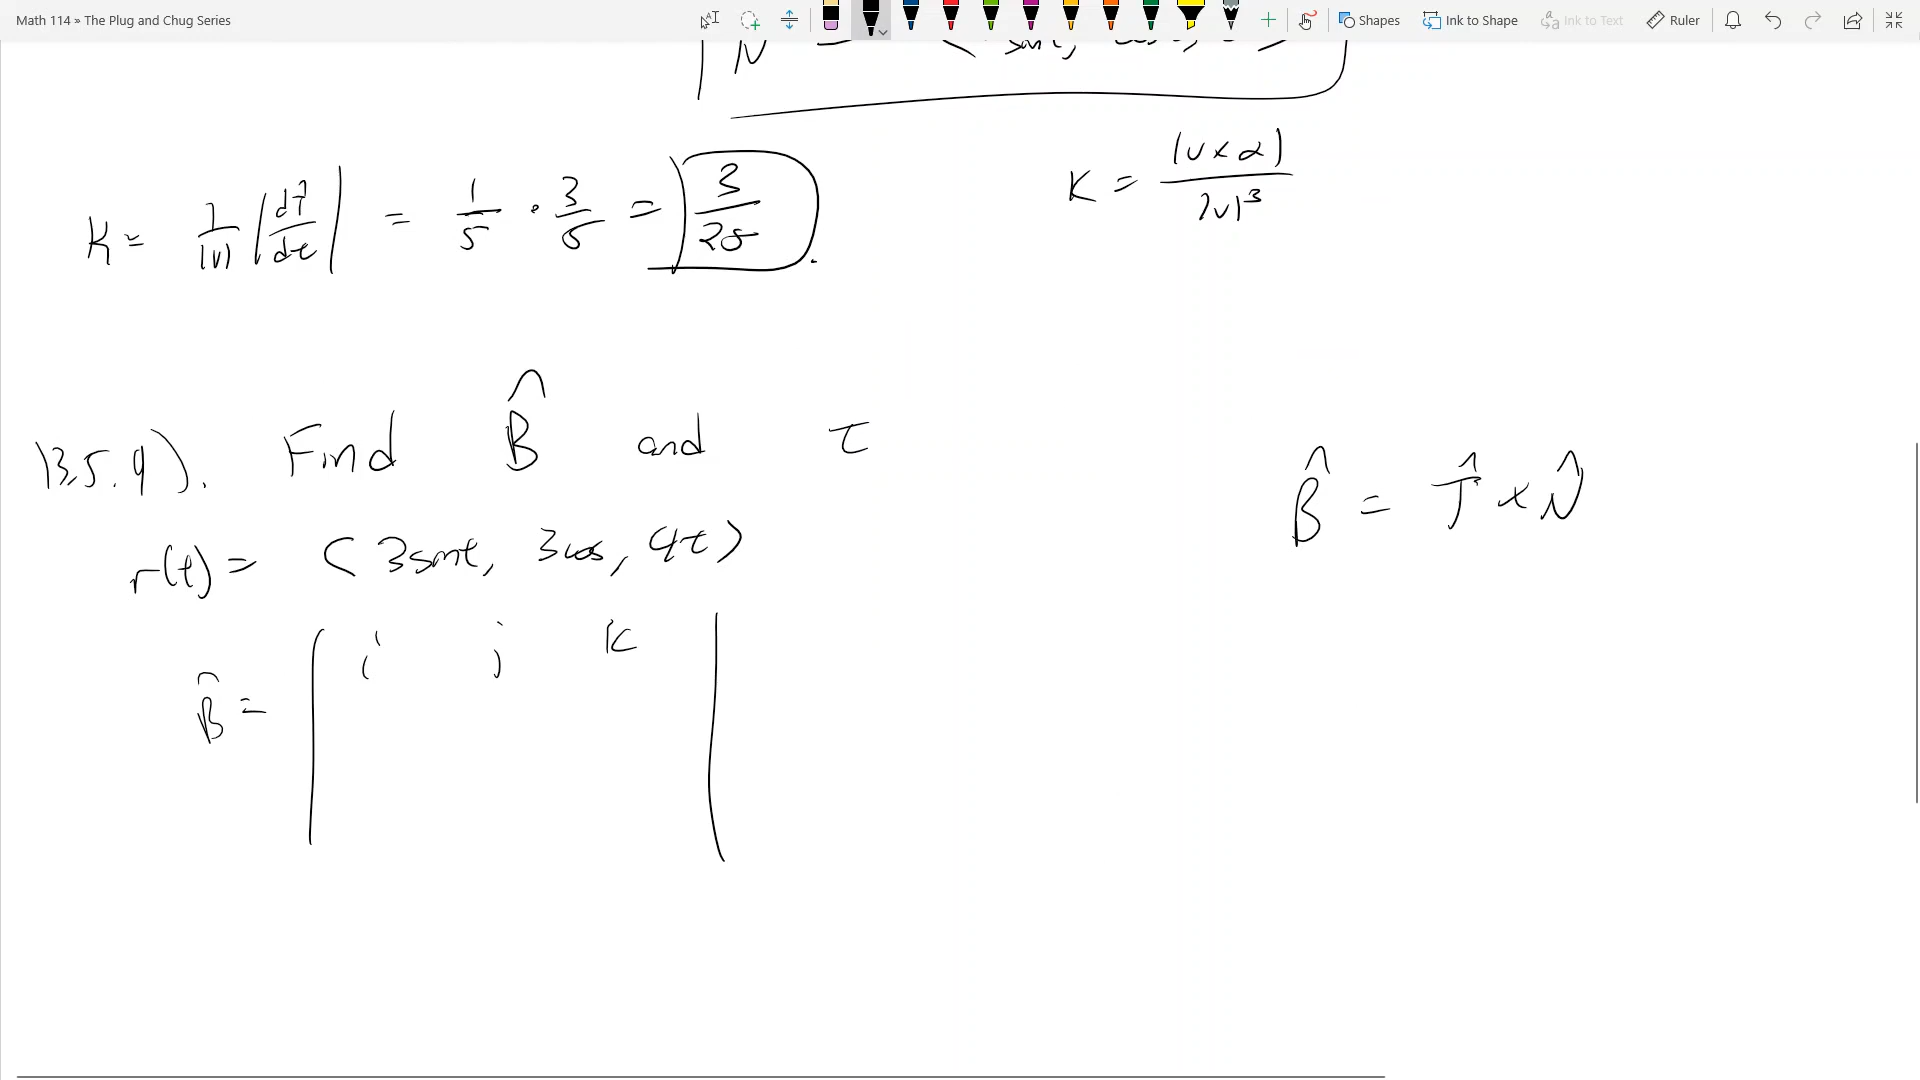 Math 114 » The Plug and Chug Series
Shapes Ink to Shape Ink to Text Ruler
N
K = |v × a| / |v|³
K = 1/|v| |dT̂/dt| = 1/5 · 3/5 = 3/25.
13.5.9). Find B̂ and τ
B̂ = T̂ × N̂
r(t) = ⟨3sint, 3cos, 4t⟩
B̂ = | i j k |